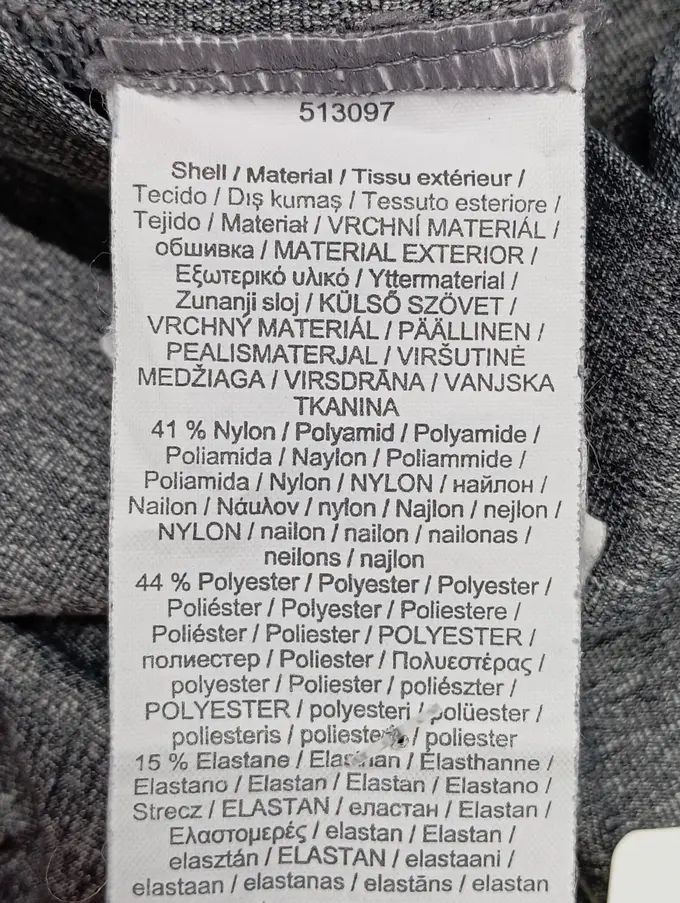 513097
Shell / Material / Tissu extérieur /
Tecido / Dış kumaş / Tessuto esteriore /
Tejido / Materiał / VRCHNÍ MATERIÁL /
обшивка / MATERIAL EXTERIOR /
Εξωτερικό υλικό / Yttermaterial /
Zunanji sloj / KÜLSŐ SZÖVET /
VRCHNÝ MATERIÁL / PÄÄLLINEN /
PEALISMATERJAL / VIRŠUTINĖ
MEDŽIAGA / VIRSDRĀNA / VANJSKA
TKANINA
41 % Nylon / Polyamid / Polyamide /
Poliamida / Naylon / Poliammide /
Poliamida / Nylon / NYLON / найлон /
Nailon / Νάυλον / nylon / Najlon / nejlon /
NYLON / nailon / nailon / nailonas /
neilons / najlon
44 % Polyester / Polyester / Polyester /
Poliéster / Polyester / Poliestere /
Poliéster / Poliester / POLYESTER /
полиестер / Poliester / Πολυεστέρας /
polyester / Poliester / poliészter /
POLYESTER / polyesteri / polüester /
poliesteris / / poliester
15 % Elastane / / Elasthanne /
Elastano / Elastan / Elastan / Elastano /
Strecz / ELASTAN / еластан / Elastan /
Ελαστομερές / elastan / Elastan /
elasztán / ELASTAN / elastaani /
elastaan / elastanas / elastāns / elastan